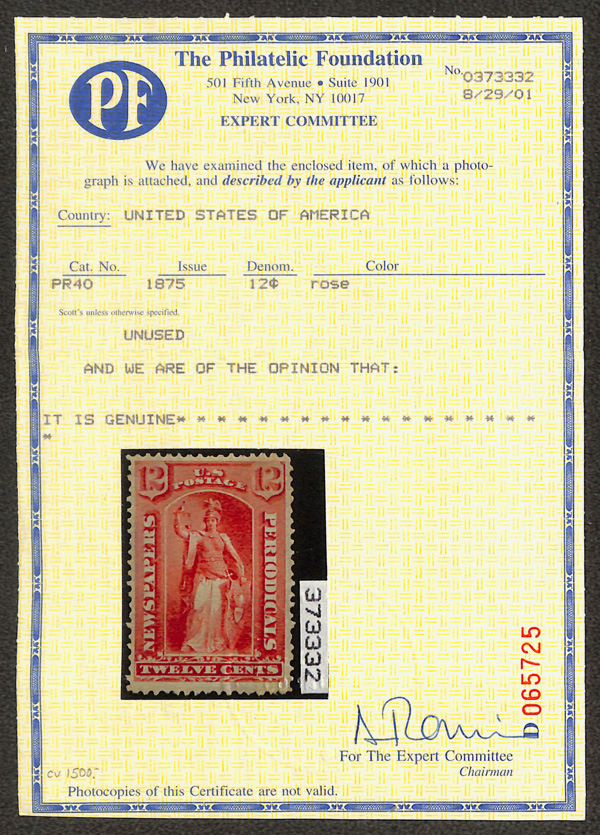 PF
The Philatelic Foundation
501 Fifth Avenue • Suite 1901
New York, NY 10017
EXPERT COMMITTEE
No. 0373332
8/29/01
We have examined the enclosed item, of which a photo-
graph is attached, and described by the applicant as follows:
Country: UNITED STATES OF AMERICA
Cat. No. Issue Denom. Color
PR40 1875 12¢ rose
Scott's unless otherwise specified.
UNUSED
AND WE ARE OF THE OPINION THAT:
IT IS GENUINE* * * * * * * * * * * * * * * * * * *
*
12 U.S. 12
POSTAGE
NEWSPAPERS
PERIODICALS
TWELVE CENTS
373332
D 065725
For The Expert Committee
Chairman
cv 1500,-
Photocopies of this Certificate are not valid.